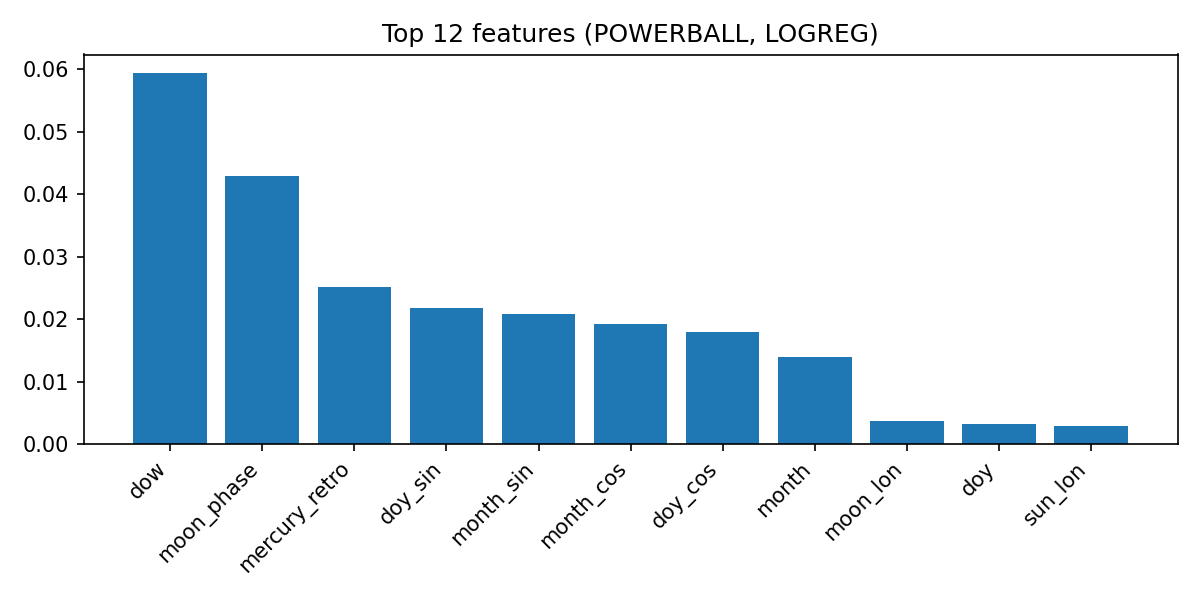 Top 12 features (POWERBALL, LOGREG)
0.06
0.05
0.04
0.03
0.02
0.01
0.00
dow
moon_phase
mercury_retro
doy_sin
month_sin
month_cos
doy_cos
month
moon_lon
doy
sun_lon